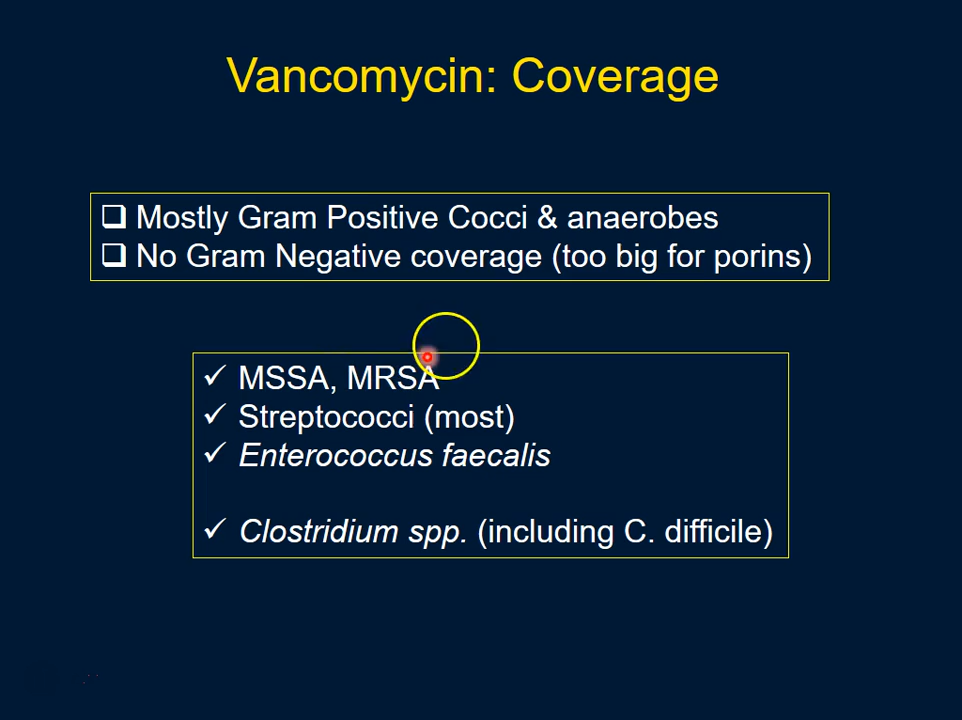 Vancomycin: Coverage
Mostly Gram Positive Cocci & anaerobes
No Gram Negative coverage (too big for porins)
MSSA, MRSA
Streptococci (most)
Enterococcus faecalis
Clostridium spp. (including C. difficile)